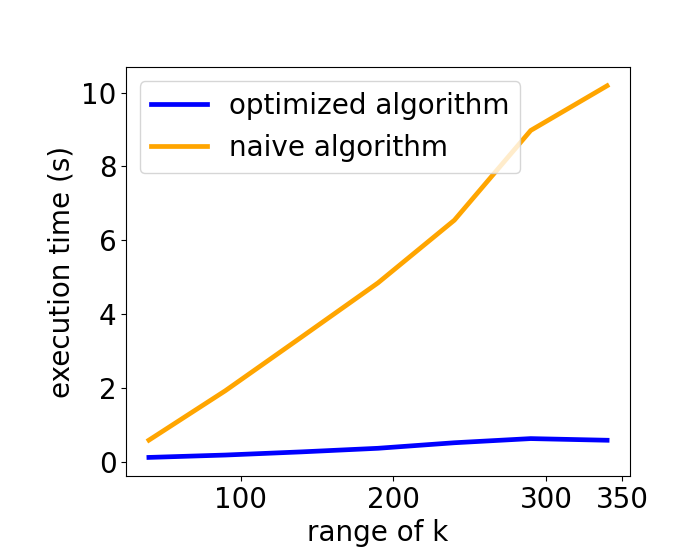 optimized algorithm
naive algorithm
execution time (s)
10
8
6
4
2
0
100
200
300
350
range of k